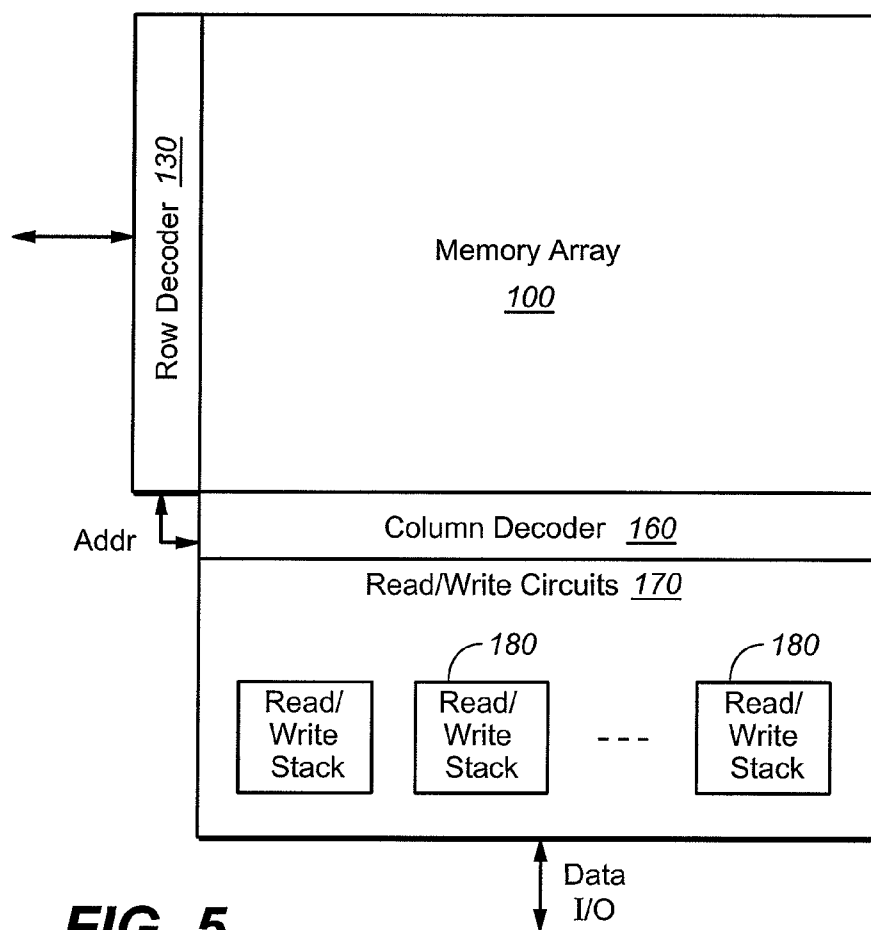 Row Decoder 130
Memory Array
100
Addr
Column Decoder 160
Read/Write Circuits 170
180
180
Read/
Write
Stack
Read/
Write
Stack
- - -
Read/
Write
Stack
Data
I/O
FIG. 5